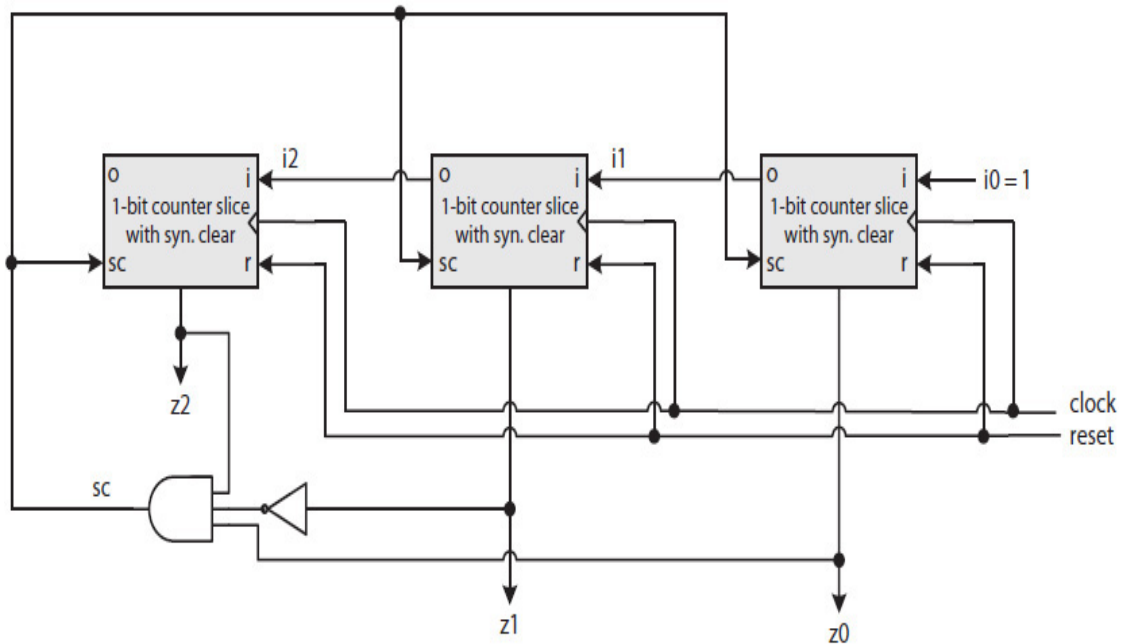 i2
i1
o
i
1-bit counter slice
with syn. clear
sc
r
o
i
1-bit counter slice
with syn. clear
sc
r
o
i
1-bit counter slice
with syn. clear
sc
r
i0 = 1
z2
clock
reset
sc
z1
z0